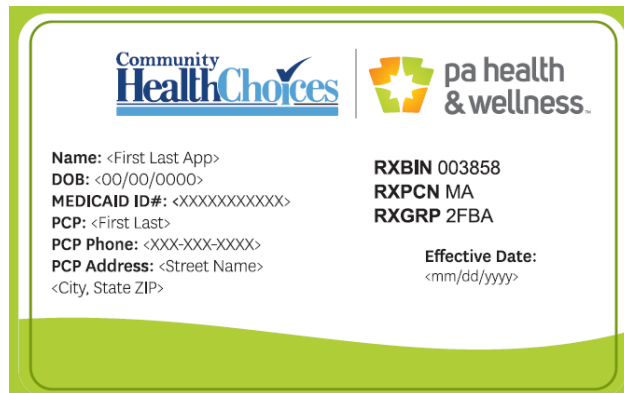 Community
HealthChoices
pa health
& wellness™
Name: <First Last App>
DOB: <00/00/0000>
MEDICAID ID#: <XXXXXXXXXXX>
PCP: <First Last>
PCP Phone: <XXX-XXX-XXXX>
PCP Address: <Street Name>
<City, State ZIP>
RXBIN 003858
RXPCN MA
RXGRP 2FBA
Effective Date:
<mm/dd/yyyy>